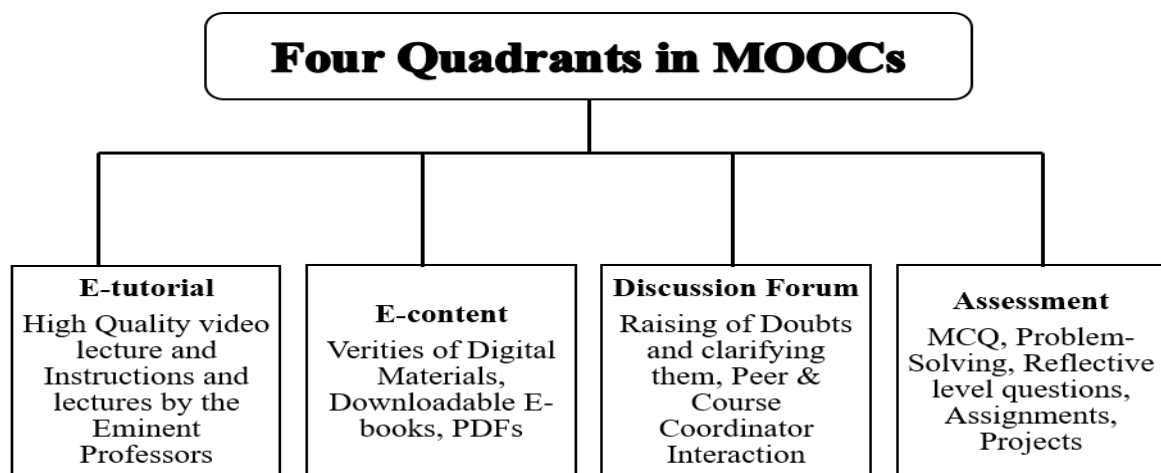 Four Quadrants in MOOCs
E-tutorial
High Quality video
lecture and
Instructions and
lectures by the
Eminent
Professors
E-content
Verities of Digital
Materials,
Downloadable E-
books, PDFs
Discussion Forum
Raising of Doubts
and clarifying
them, Peer &
Course
Coordinator
Interaction
Assessment
MCQ, Problem-
Solving, Reflective
level questions,
Assignments,
Projects